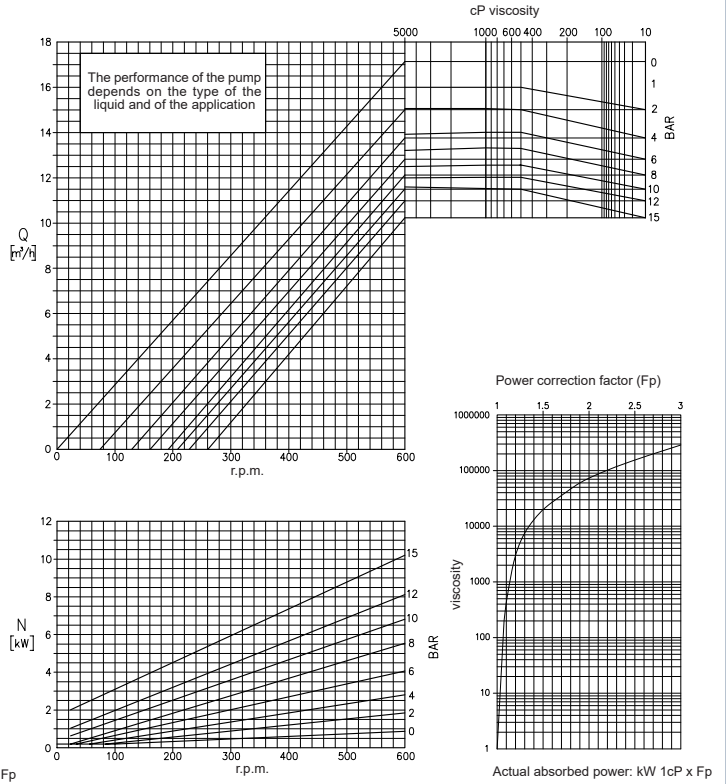 cP viscosity
5000 1000 600 400 200 100 10
18
16
14
12
10
8
6
4
2
0
The performance of the pump
depends on the type of the
liquid and of the application
Q
[m³/h]
0
1
2
4
6
8
10
12
15
BAR
0 100 200 300 400 500 600
r.p.m.
12
10
8
6
4
2
0
N
[kW]
15
12
10
8
6
4
2
0
BAR
0 100 200 300 400 500 600
r.p.m.
Fp
Power correction factor (Fp)
1 1.5 2 2.5 3
1000000
100000
10000
1000
100
10
1
viscosity
Actual absorbed power: kW 1cP x Fp